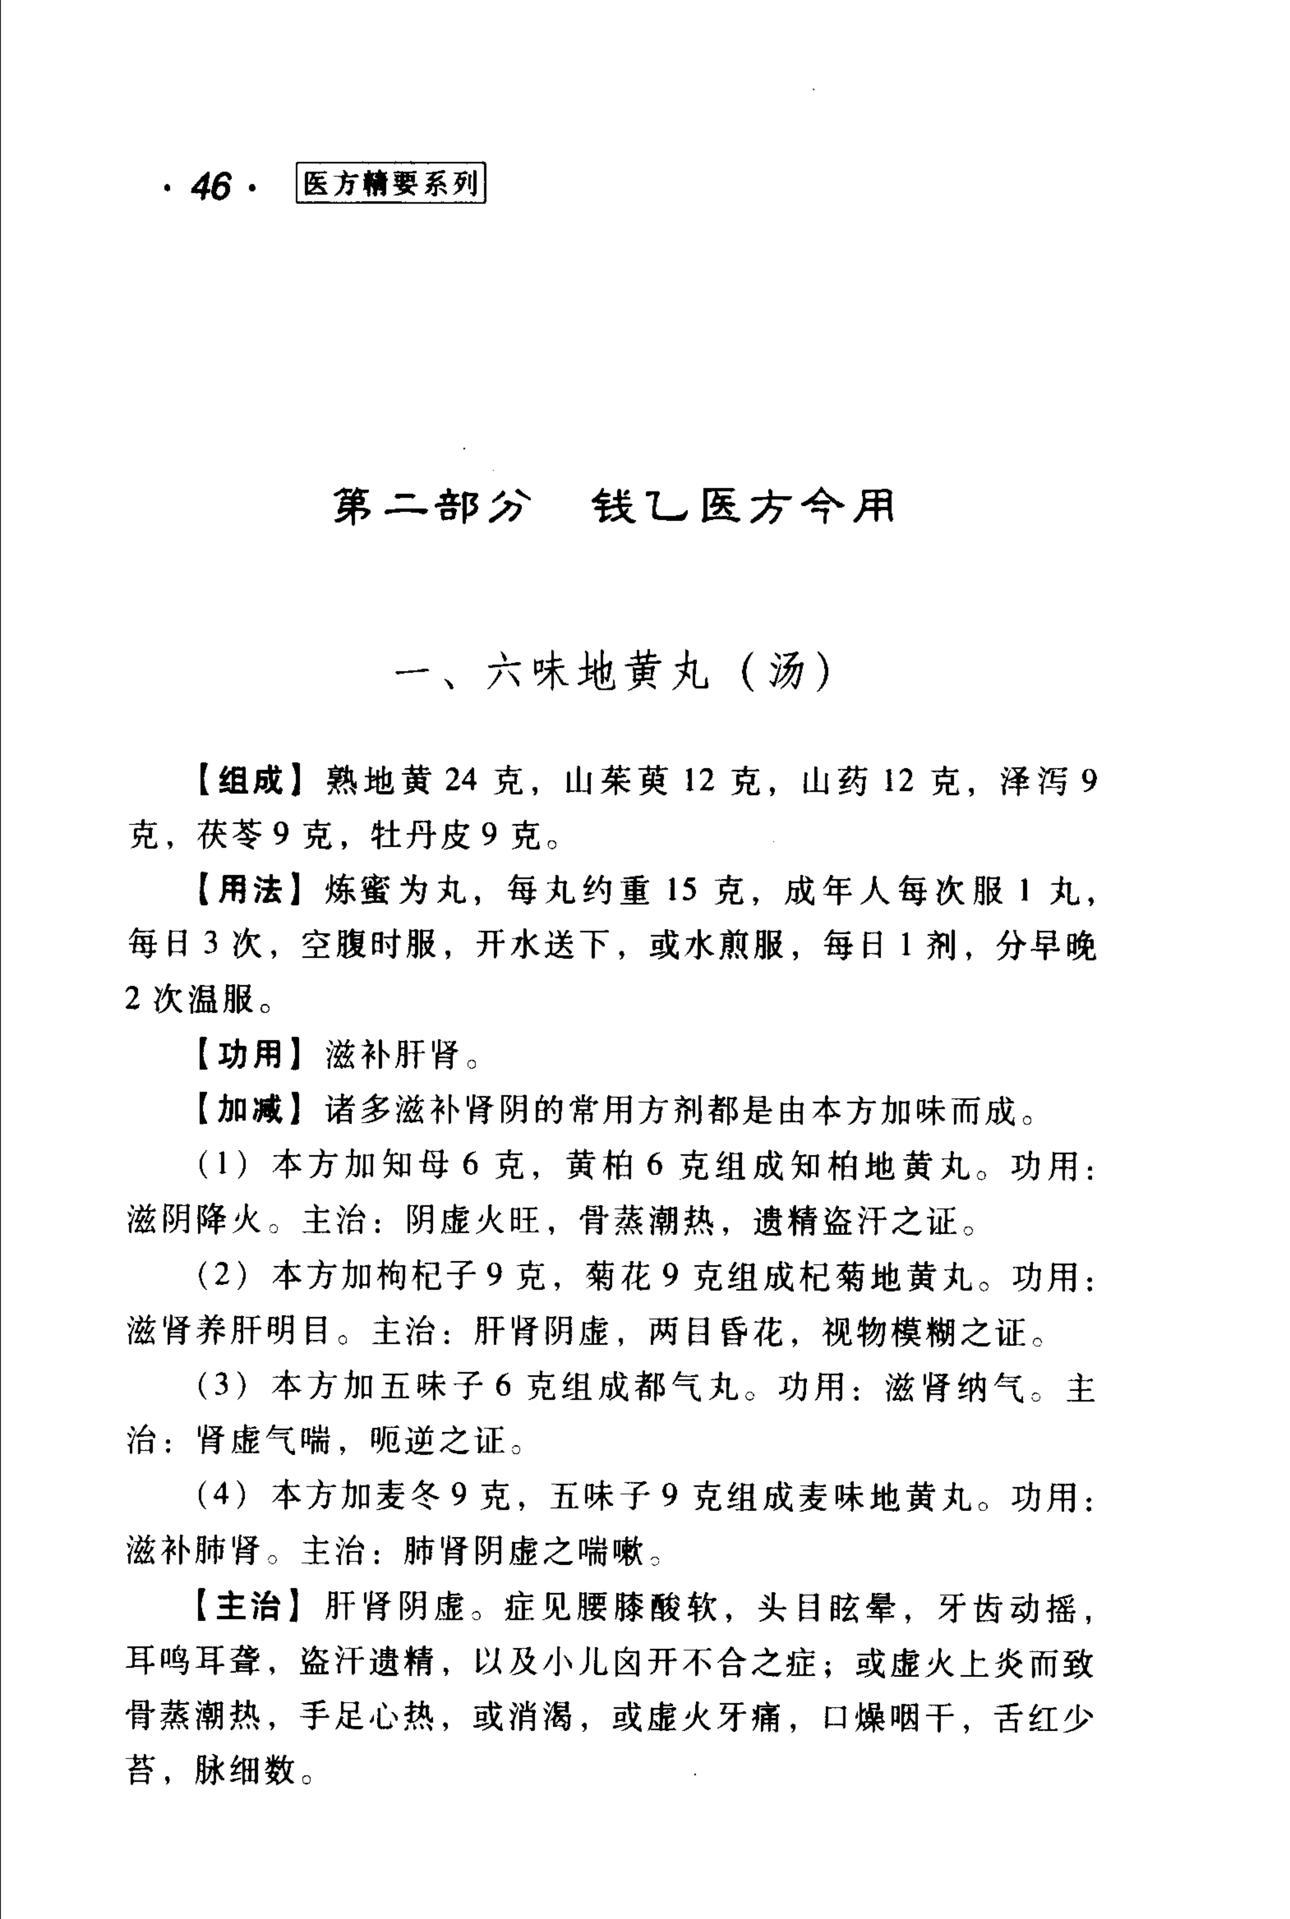 ·46· 医方精要系列
第二部分 钱乙医方今用
一、六味地黄丸（汤）
【组成】熟地黄24克，山茱萸12克，山药12克，泽泻9
克，茯苓9克，牡丹皮9克。
【用法】炼蜜为丸，每丸约重15克，成年人每次服1丸，
每日3次，空腹时服，开水送下，或水煎服，每日1剂，分早晚
2次温服。
【功用】滋补肝肾。
【加减】诸多滋补肾阴的常用方剂都是由本方加味而成。
（1）本方加知母6克，黄柏6克组成知柏地黄丸。功用：
滋阴降火。主治：阴虚火旺，骨蒸潮热，遗精盗汗之证。
（2）本方加枸杞子9克，菊花9克组成杞菊地黄丸。功用：
滋肾养肝明目。主治：肝肾阴虚，两目昏花，视物模糊之证。
（3）本方加五味子6克组成都气丸。功用：滋肾纳气。主
治：肾虚气喘，呃逆之证。
（4）本方加麦冬9克，五味子9克组成麦味地黄丸。功用：
滋补肺肾。主治：肺肾阴虚之喘嗽。
【主治】肝肾阴虚。症见腰膝酸软，头目眩晕，牙齿动摇，
耳鸣耳聋，盗汗遗精，以及小儿囟开不合之症；或虚火上炎而致
骨蒸潮热，手足心热，或消渴，或虚火牙痛，口燥咽干，舌红少
苔，脉细数。